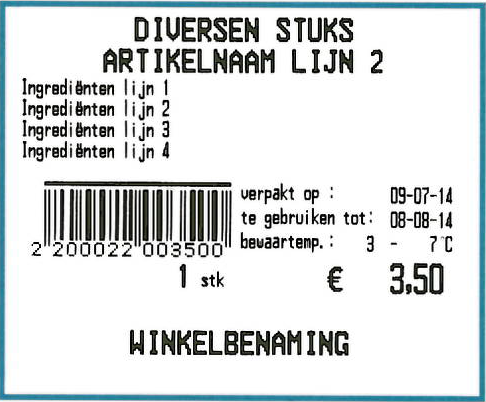 DIVERSEN STUKS
ARTIKELNAAM LIJN 2
Ingrediënten lijn 1
Ingrediënten lijn 2
Ingrediënten lijn 3
Ingrediënten lijn 4
verpakt op : 09-07-14
te gebruiken tot: 08-08-14
bewaartemp.: 3 - 7°C
2 200022 003500
1 stk € 3,50
WINKELBENAMING